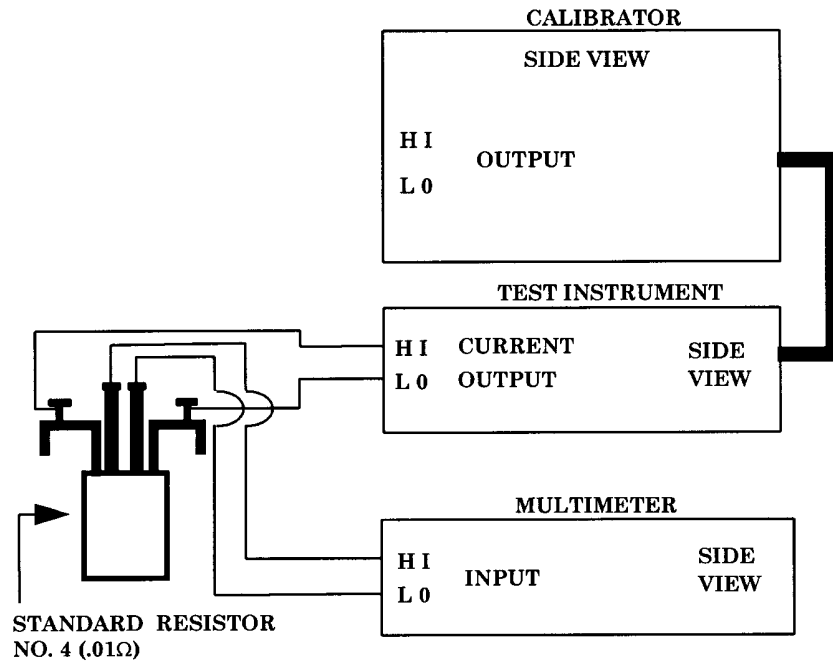 CALIBRATOR
SIDE VIEW
H I
OUTPUT
L 0
TEST INSTRUMENT
H I CURRENT SIDE
L 0 OUTPUT VIEW
MULTIMETER
H I SIDE
INPUT VIEW
L 0
STANDARD RESISTOR
NO. 4 (.01Ω)